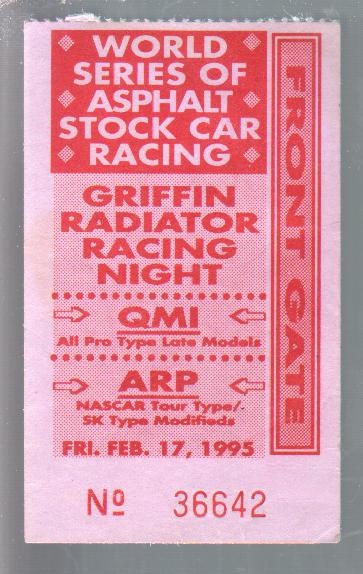 WORLD
SERIES OF
ASPHALT
STOCK CAR
RACING
GRIFFIN
RADIATOR
RACING
NIGHT
QMI
All Pro Type Late Models
ARP
NASCAR Tour Type/-
SK Type Modifieds
FRI. FEB. 17, 1995
Nº 36642
FRONT GATE